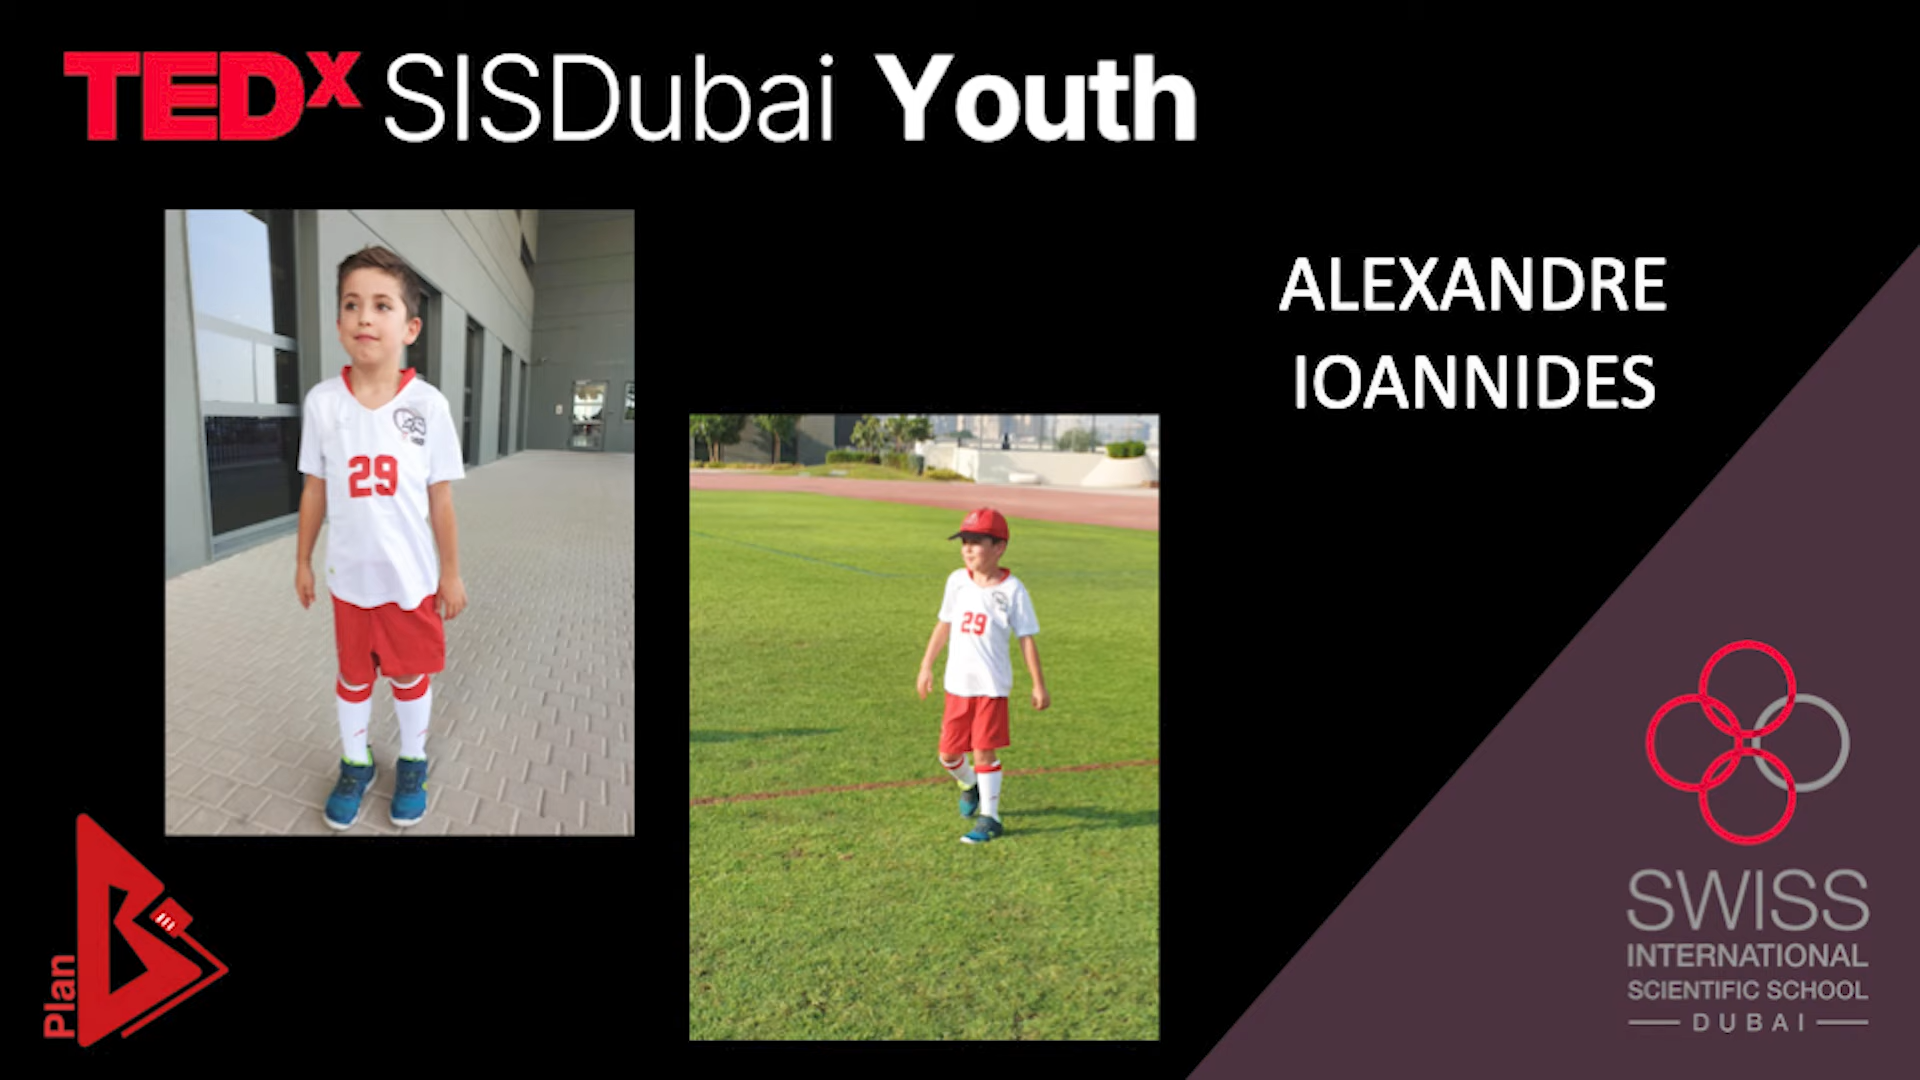 TEDx SISDubai Youth
ALEXANDRE
IOANNIDES
29
29
Plan
B
SWISS
INTERNATIONAL
SCIENTIFIC SCHOOL
DUBAI